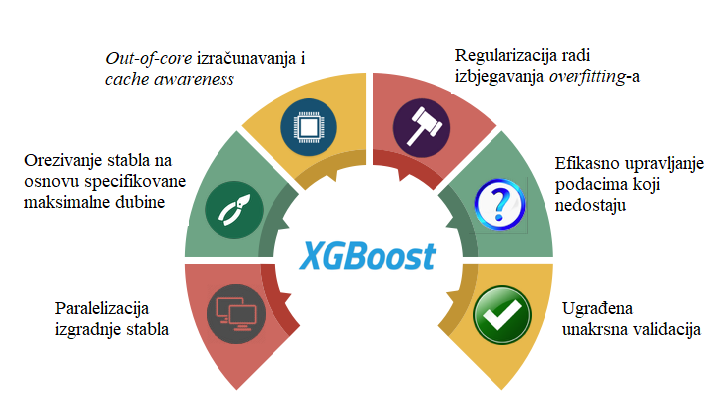 Out-of-core izračunavanja i
cache awareness
Regularizacija radi
izbjegavanja overfitting-a
Orezivanje stabla na
osnovu specifikovane
maksimalne dubine
Efikasno upravljanje
podacima koji
nedostaju
XGBoost
Paralelizacija
izgradnje stabla
Ugrađena
unakrsna validacija